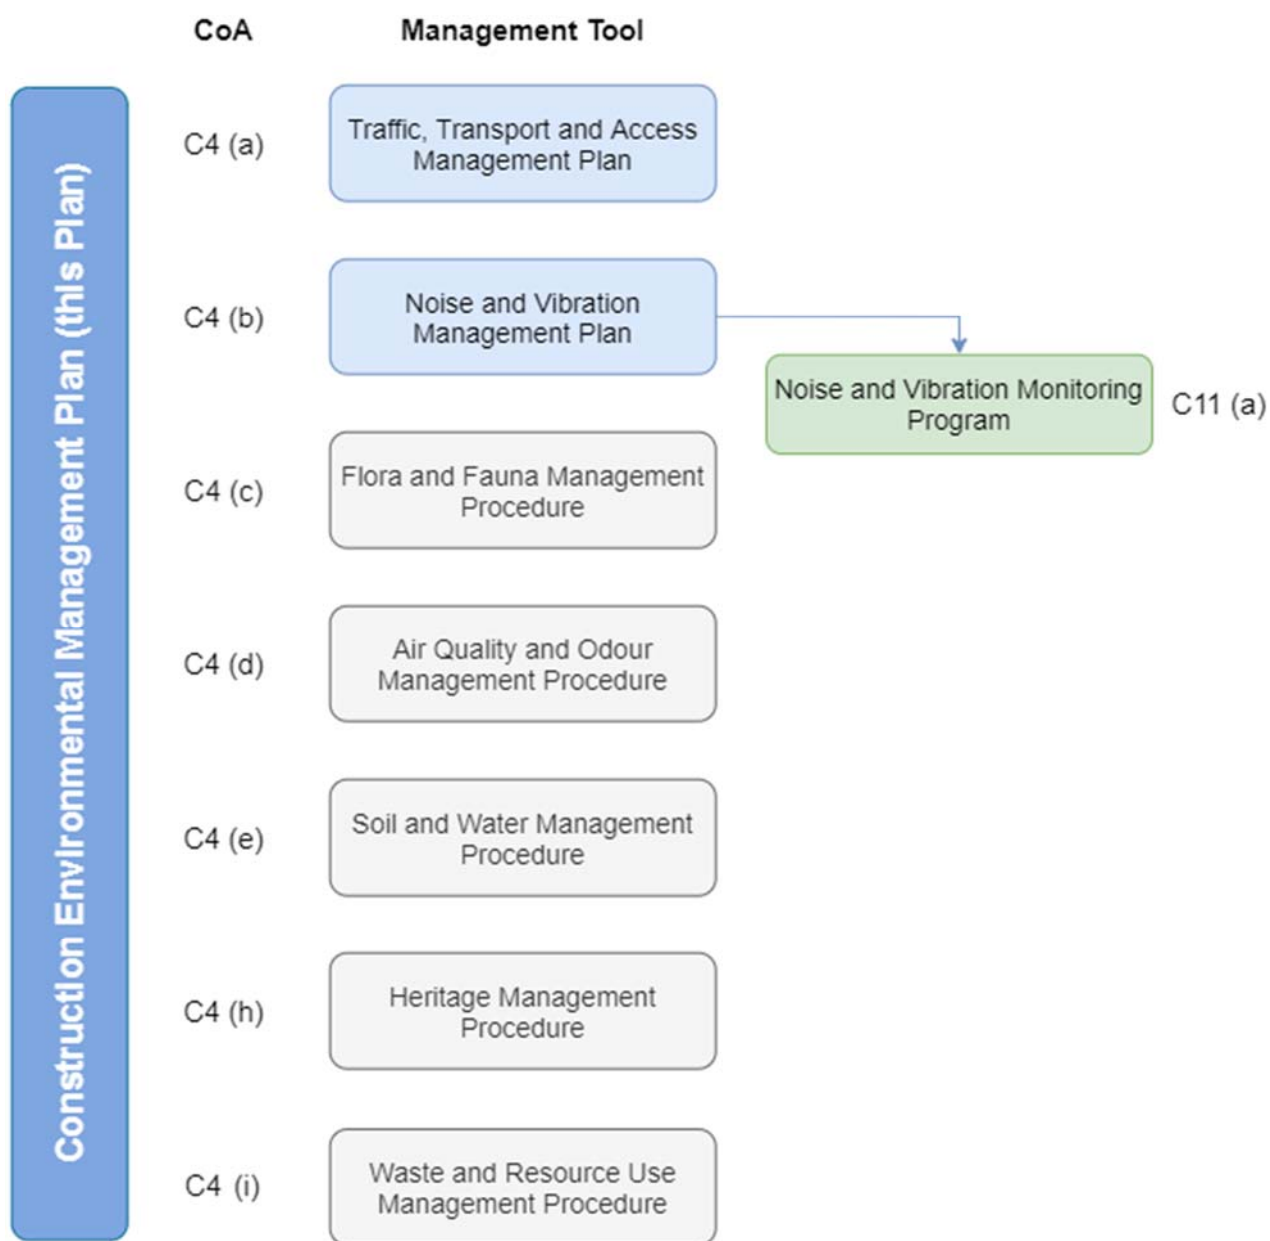 CoA
Management Tool
Construction Environmental Management Plan (this Plan)
C4 (a)
Traffic, Transport and Access
Management Plan
C4 (b)
Noise and Vibration
Management Plan
Noise and Vibration Monitoring
Program
C11 (a)
C4 (c)
Flora and Fauna Management
Procedure
C4 (d)
Air Quality and Odour
Management Procedure
C4 (e)
Soil and Water Management
Procedure
C4 (h)
Heritage Management
Procedure
C4 (i)
Waste and Resource Use
Management Procedure